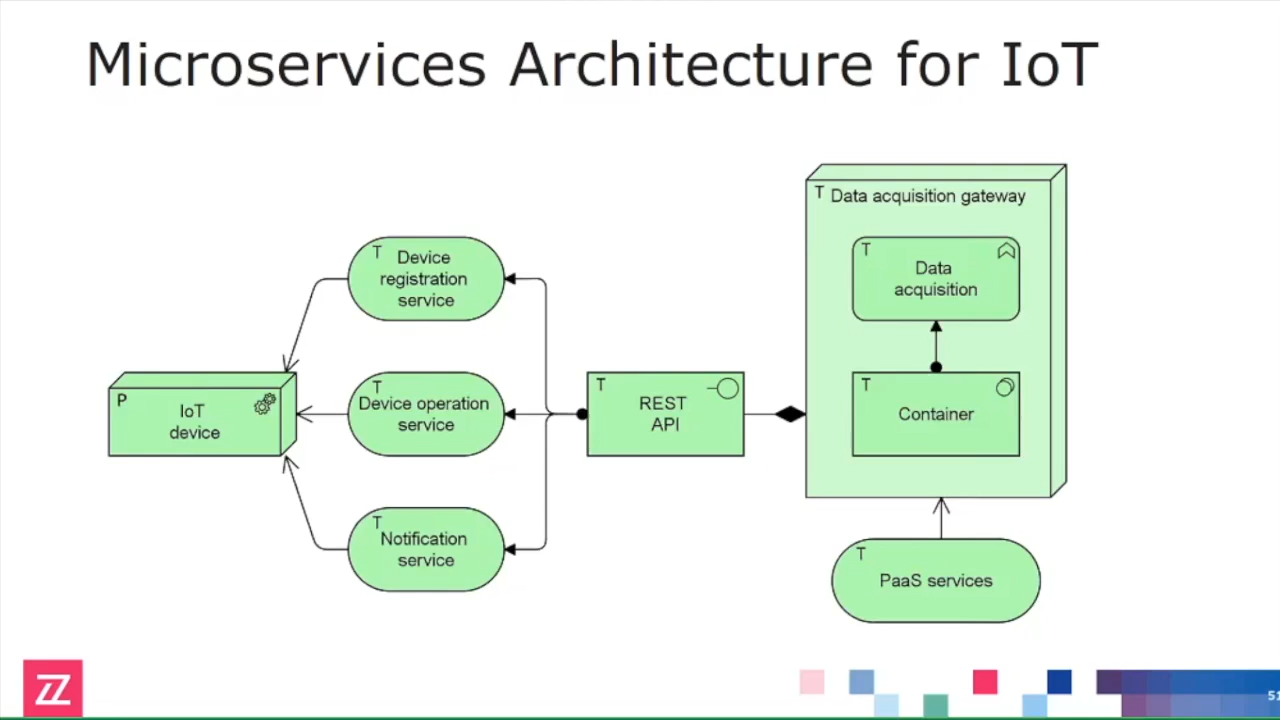 Microservices Architecture for IoT
T Data acquisition gateway
T Device
registration
service
T
Data
acquisition
P
IoT
device
T
Device operation
service
T
REST
API
T
Container
T
Notification
service
T
PaaS services